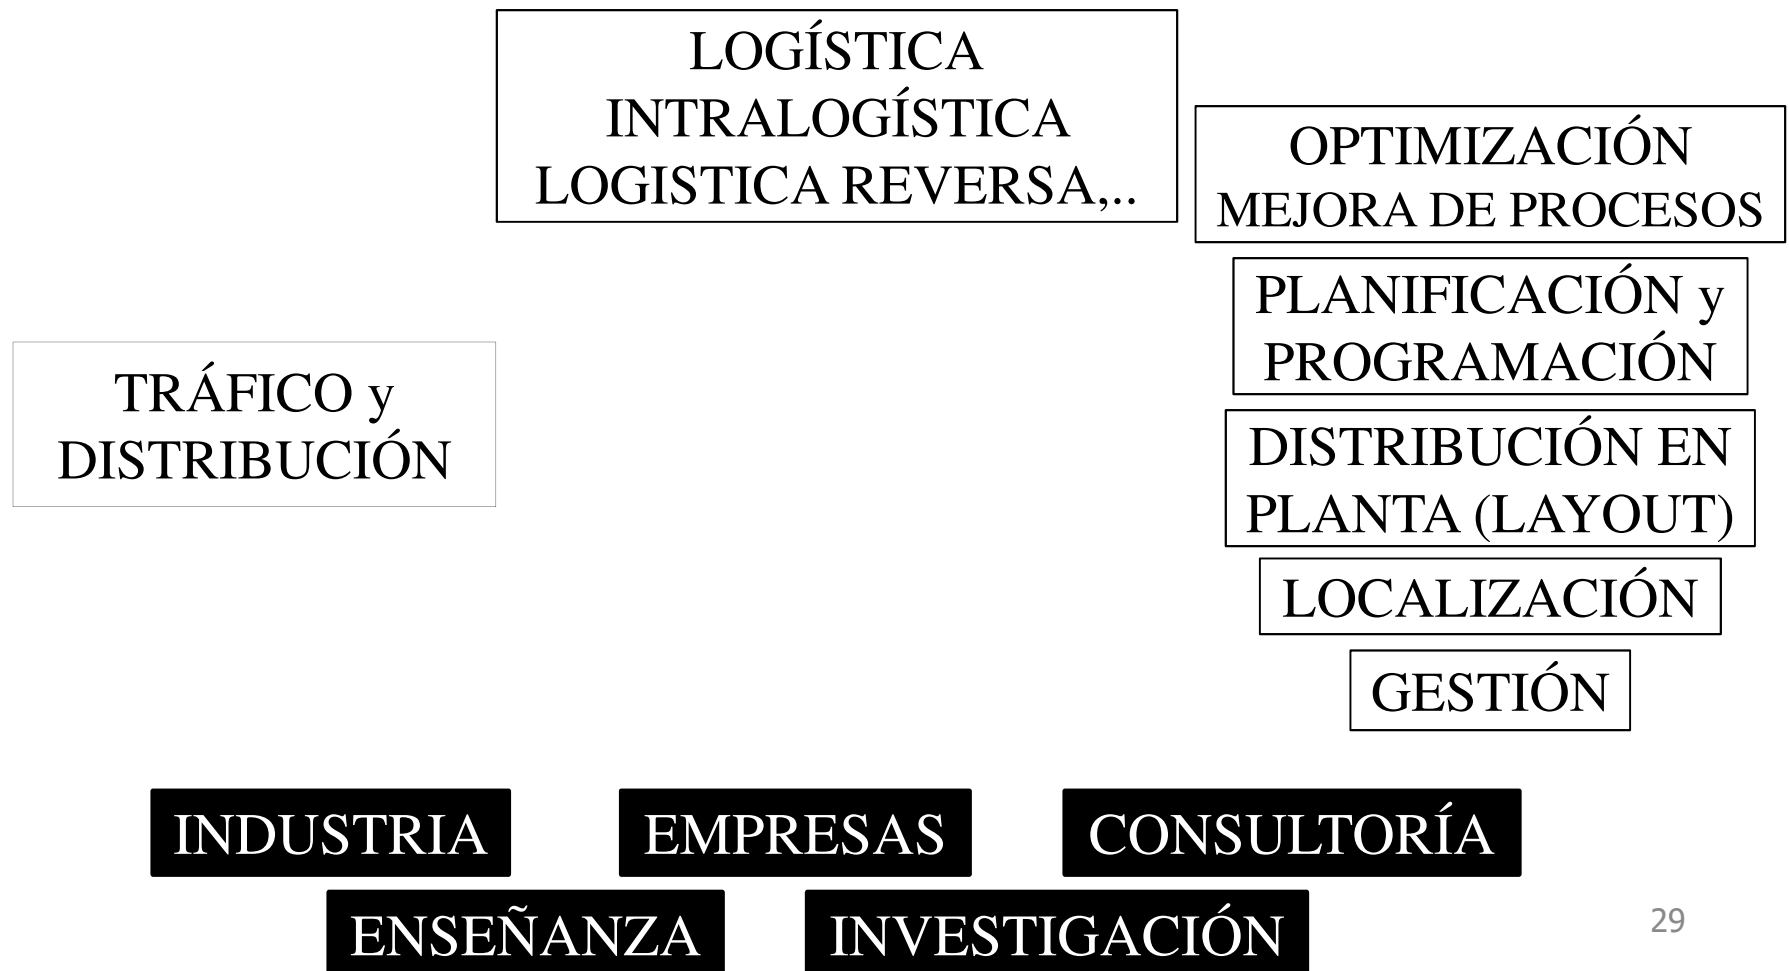 LOGÍSTICA
INTRALOGÍSTICA
LOGISTICA REVERSA,..
OPTIMIZACIÓN
MEJORA DE PROCESOS
PLANIFICACIÓN y
PROGRAMACIÓN
TRÁFICO y
DISTRIBUCIÓN
DISTRIBUCIÓN EN
PLANTA (LAYOUT)
LOCALIZACIÓN
GESTIÓN
INDUSTRIA
EMPRESAS
CONSULTORÍA
ENSEÑANZA
INVESTIGACIÓN
29